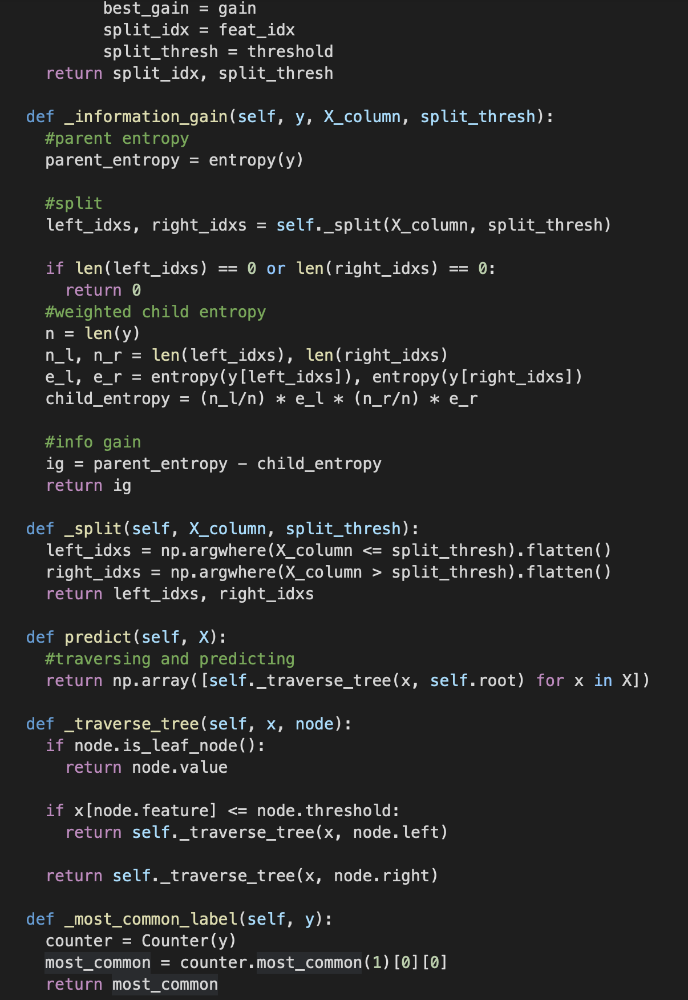 best_gain = gain
split_idx = feat_idx
split_thresh = threshold
return split_idx, split_thresh
def _information_gain(self, y, X_column, split_thresh):
#parent entropy
parent_entropy = entropy(y)
#split
left_idxs, right_idxs = self._split(X_column, split_thresh)
if len(left_idxs) == 0 or len(right_idxs) == 0:
return 0
#weighted child entropy
n = len(y)
n_l, n_r = len(left_idxs), len(right_idxs)
e_l, e_r = entropy(y[left_idxs]), entropy(y[right_idxs])
child_entropy = (n_l/n) * e_l * (n_r/n) * e_r
#info gain
ig = parent_entropy - child_entropy
return ig
def _split(self, X_column, split_thresh):
left_idxs = np.argwhere(X_column <= split_thresh).flatten()
right_idxs = np.argwhere(X_column > split_thresh).flatten()
return left_idxs, right_idxs
def predict(self, X):
#traversing and predicting
return np.array([self._traverse_tree(x, self.root) for x in X])
def _traverse_tree(self, x, node):
if node.is_leaf_node():
return node.value
if x[node.feature] <= node.threshold:
return self._traverse_tree(x, node.left)
return self._traverse_tree(x, node.right)
def _most_common_label(self, y):
counter = Counter(y)
most_common = counter.most_common(1)[0][0]
return most_common